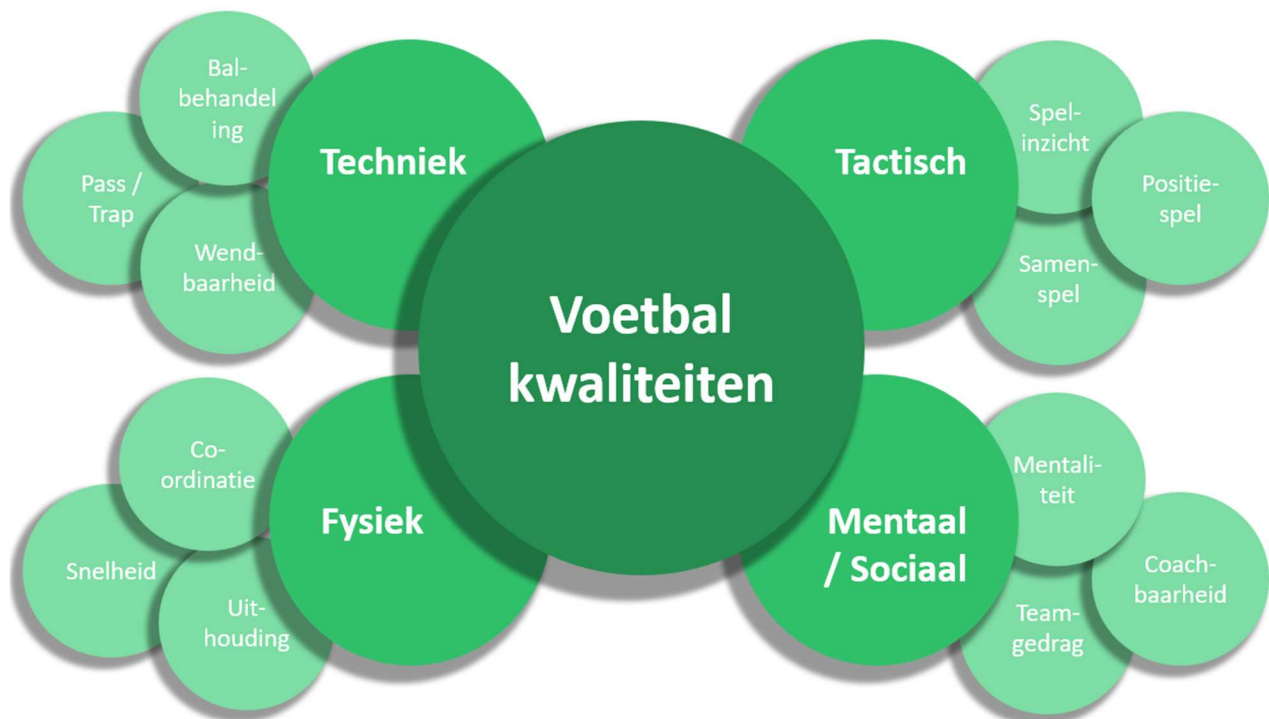 Bal-
behandel
ing
Pass /
Trap
Wend-
baarheid
Techniek
Tactisch
Spel-
inzicht
Positie-
spel
Samen-
spel
Voetbal
kwaliteiten
Co-
ordinatie
Snelheid
Uit-
houding
Fysiek
Mentaal
/ Sociaal
Mentali-
teit
Coach-
baarheid
Team-
gedrag